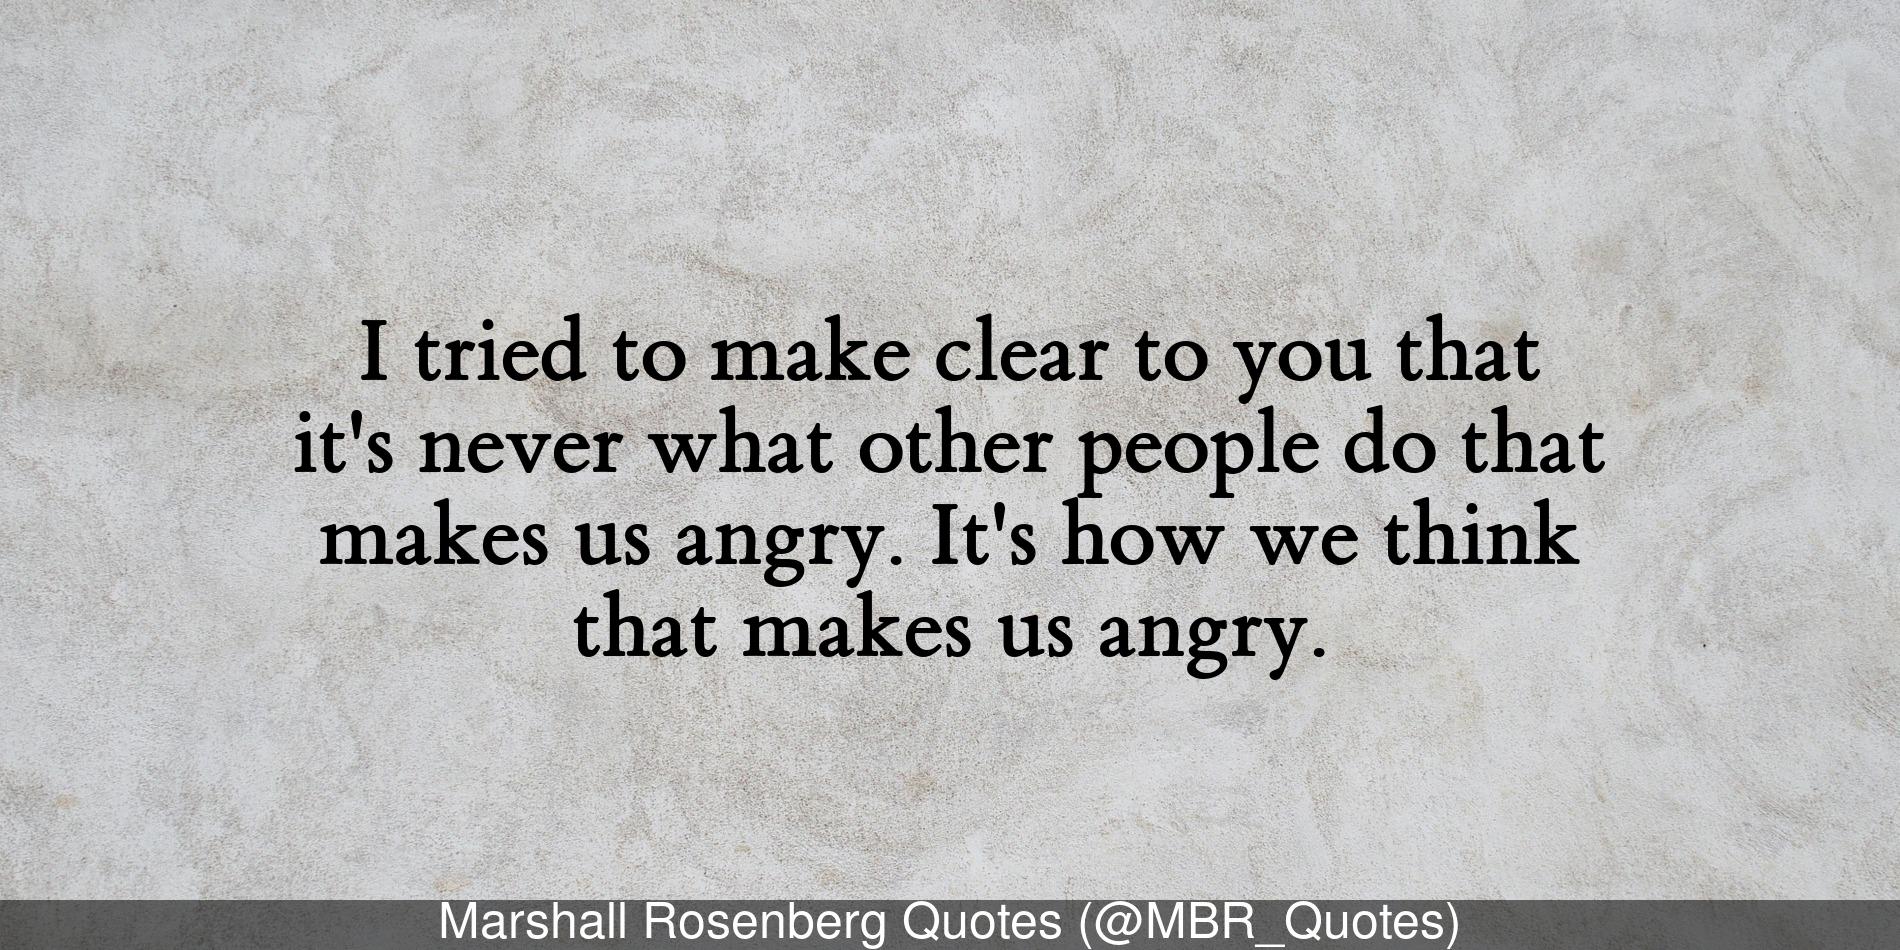 I tried to make clear to you that
it's never what other people do that
makes us angry. It's how we think
that makes us angry.
Marshall Rosenberg Quotes (@MBR_Quotes)